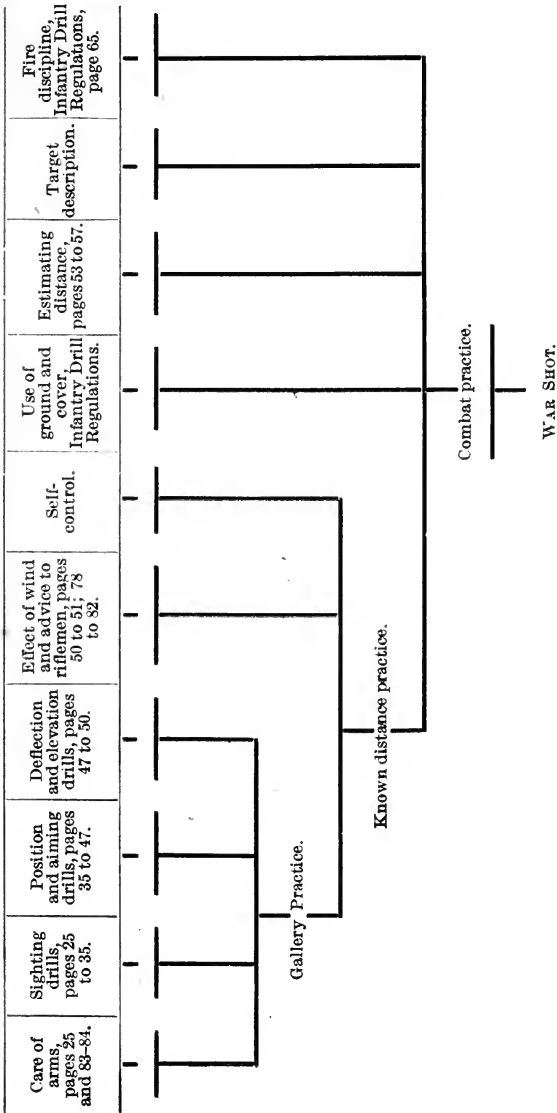 Care of
arms,
pages 25
and 83–84.
Sighting
drills,
pages 25
to 35.
Position
and aiming
drills, pages
35 to 47.
Deflection
and elevation
drills, pages
47 to 50.
Effect of wind
and advice to
riflemen, pages
50 to 51; 78
to 82.
Self-
control.
Use of
ground and
cover,
Infantry Drill
Regulations.
Estimating
distance,
pages 53 to 57.
Target
description.
Fire
discipline,
Infantry Drill
Regulations,
page 65.
Gallery Practice.
Known distance practice.
Combat practice.
WAR SHOT.